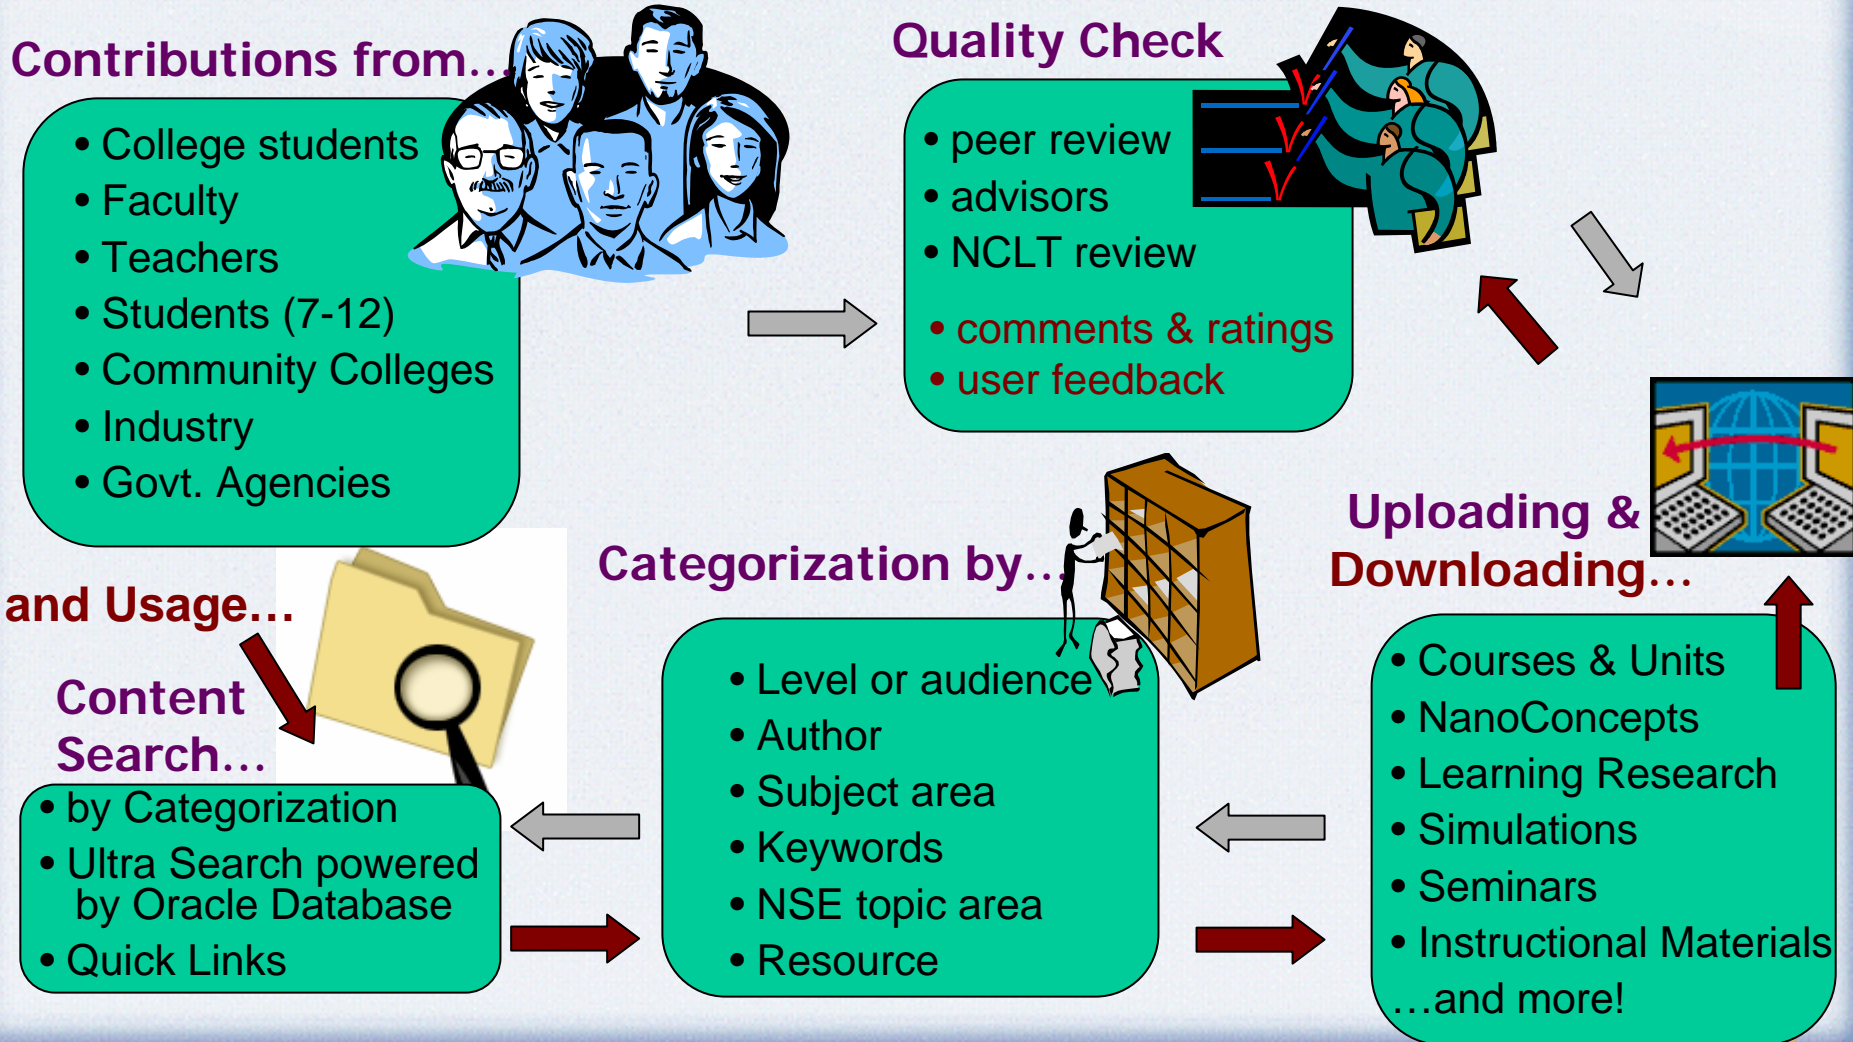 Contributions from…
• College students
• Faculty
• Teachers
• Students (7-12)
• Community Colleges
• Industry
• Govt. Agencies
Quality Check
• peer review
• advisors
• NCLT review
• comments & ratings
• user feedback
Uploading &
Downloading…
• Courses & Units
• NanoConcepts
• Learning Research
• Simulations
• Seminars
• Instructional Materials
…and more!
Categorization by…
• Level or audience
• Author
• Subject area
• Keywords
• NSE topic area
• Resource
and Usage…
Content
Search…
• by Categorization
• Ultra Search powered
by Oracle Database
• Quick Links